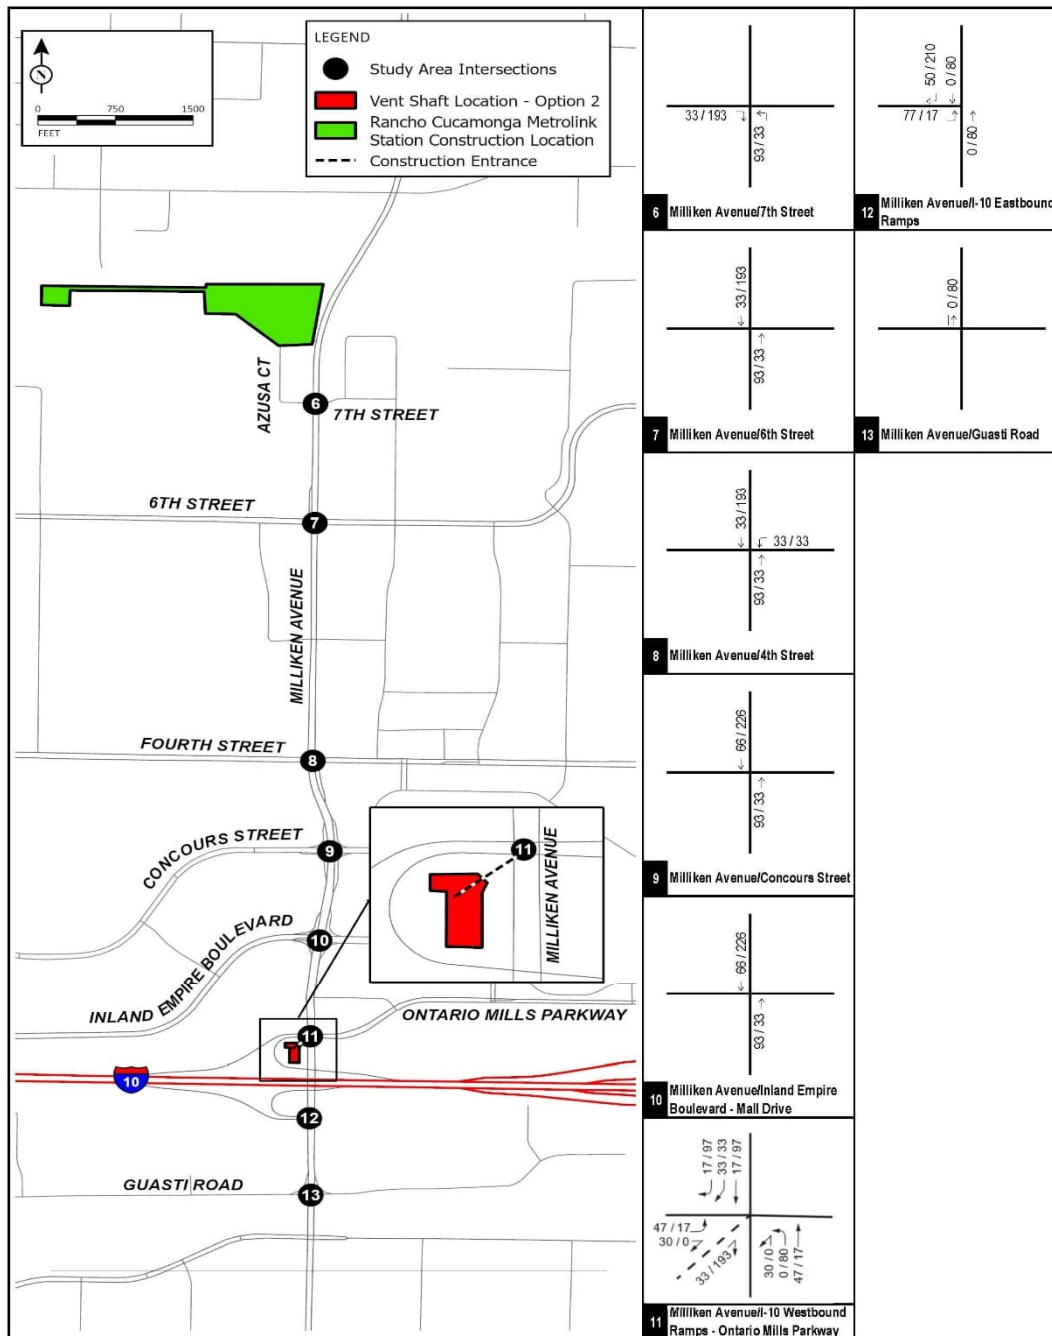 LEGEND
Study Area Intersections
Vent Shaft Location - Option 2
Rancho Cucamonga Metrolink
Station Construction Location
Construction Entrance
N
0 750 1500
FEET
AZUSA CT
6
7TH STREET
6TH STREET
7
MILLIKEN AVENUE
FOURTH STREET
8
CONCOURS STREET
9
11
MILLIKEN AVENUE
INLAND EMPIRE BOULEVARD
10
ONTARIO MILLS PARKWAY
11
10
12
GUASTI ROAD
13
33 / 193
93 / 33
6 Milliken Avenue/7th Street
50 / 210
0 / 80
77 / 17
0 / 80
12 Milliken Avenue/I-10 Eastbound
Ramps
33 / 193
93 / 33
7 Milliken Avenue/6th Street
0 / 80
13 Milliken Avenue/Guasti Road
33 / 193
33 / 33
93 / 33
8 Milliken Avenue/4th Street
66 / 226
93 / 33
9 Milliken Avenue/Concours Street
66 / 226
93 / 33
10 Milliken Avenue/Inland Empire
Boulevard - Mall Drive
17 / 97
33 / 33
17 / 97
47 / 17
30 / 0
33 / 193
30 / 0
0 / 80
47 / 17
11 Milliken Avenue/I-10 Westbound
Ramps - Ontario Mills Parkway